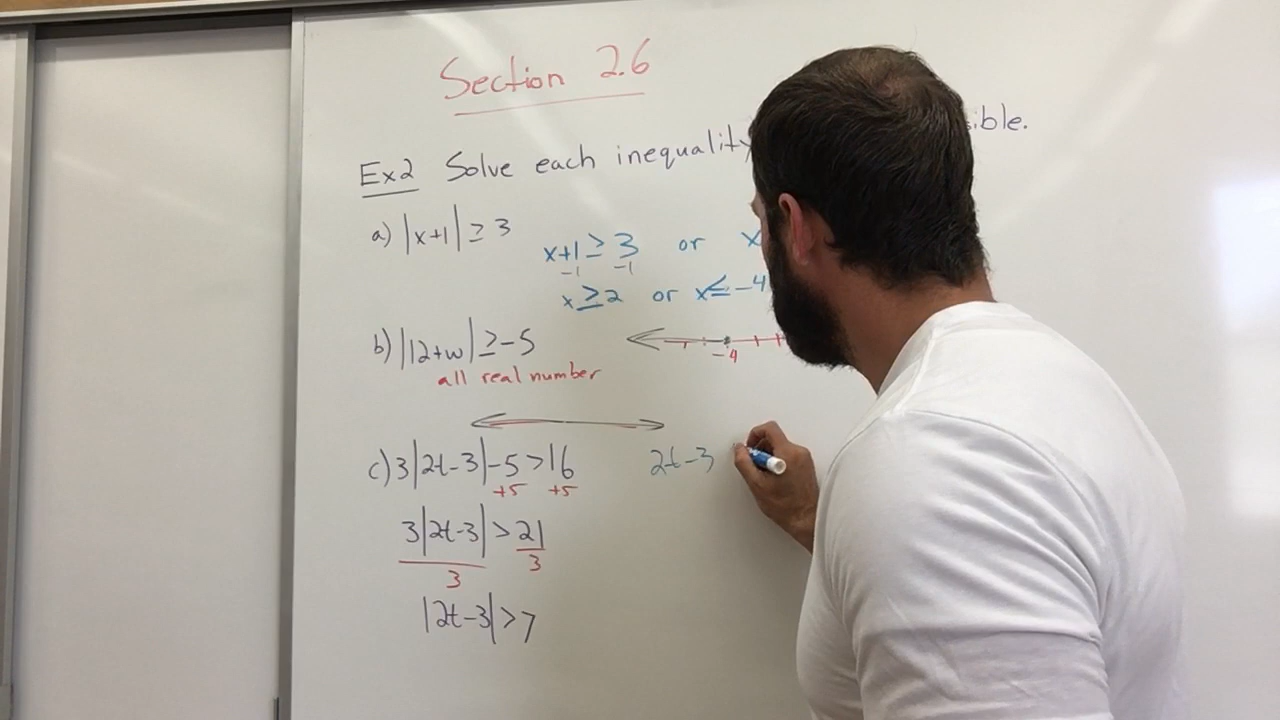 Section 2.6
Ex2 Solve each inequality
a) |x+1| ≥ 3
x+1 ≥ 3 or x
-1 -1
x ≥ 2 or x ≤ -4
b) |12+w| ≥ -5
all real number
-4
c) 3|2t-3|-5 > 16
+5 +5
2t-3
3|2t-3| > 21
3 3
|2t-3| > 7